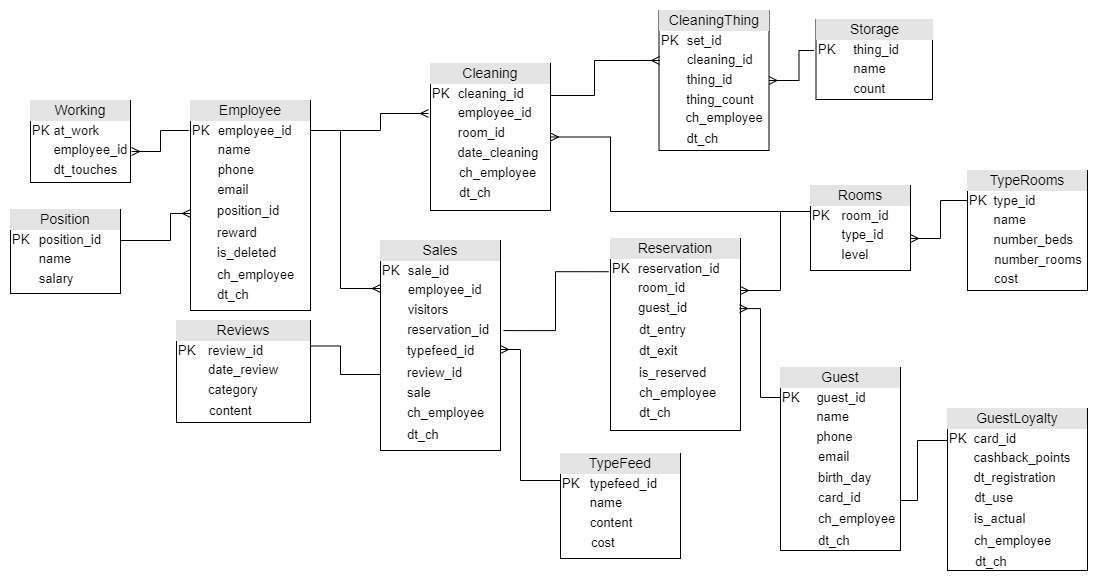 CleaningThing
PK set_id
cleaning_id
thing_id
thing_count
ch_employee
dt_ch
Storage
PK thing_id
name
count
Cleaning
PK cleaning_id
employee_id
room_id
date_cleaning
ch_employee
dt_ch
Working
PK at_work
employee_id
dt_touches
Employee
PK employee_id
name
phone
email
position_id
reward
is_deleted
ch_employee
dt_ch
Position
PK position_id
name
salary
TypeRooms
PK type_id
name
number_beds
number_rooms
cost
Rooms
PK room_id
type_id
level
Sales
PK sale_id
employee_id
visitors
reservation_id
typefeed_id
review_id
sale
ch_employee
dt_ch
Reservation
PK reservation_id
room_id
guest_id
dt_entry
dt_exit
is_reserved
ch_employee
dt_ch
Reviews
PK review_id
date_review
category
content
Guest
PK guest_id
name
phone
email
birth_day
card_id
ch_employee
dt_ch
GuestLoyalty
PK card_id
cashback_points
dt_registration
dt_use
is_actual
ch_employee
dt_ch
TypeFeed
PK typefeed_id
name
content
cost